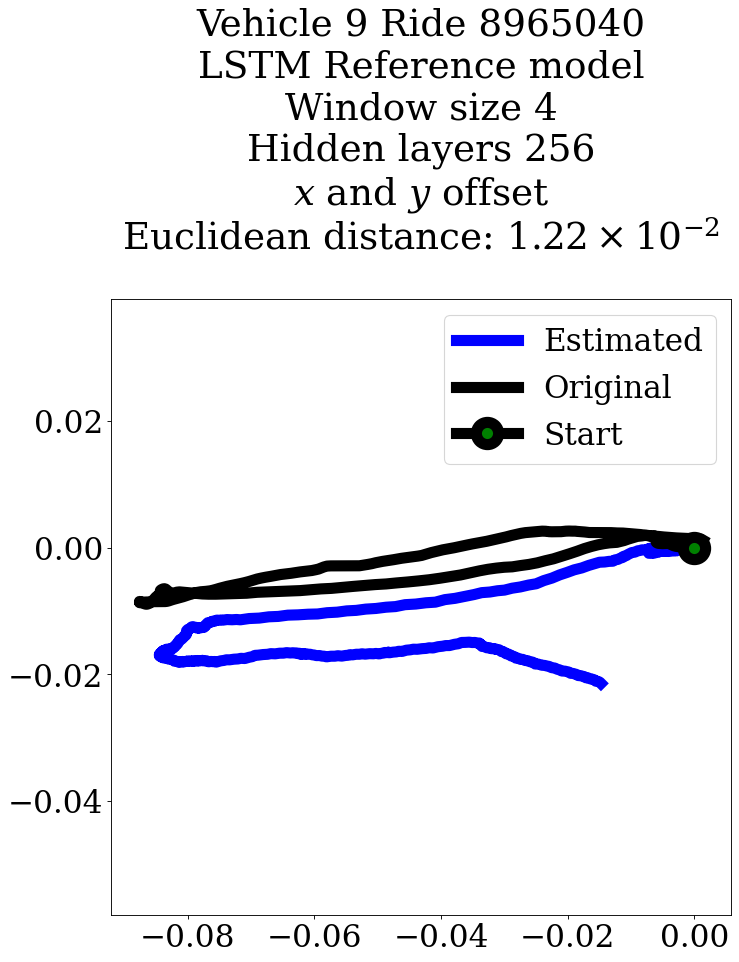 Vehicle 9 Ride 8965040
LSTM Reference model
Window size 4
Hidden layers 256
x and y offset
Euclidean distance: 1.22 × 10⁻²
Estimated
Original
Start
0.02
0.00
−0.02
−0.04
−0.08 −0.06 −0.04 −0.02 0.00